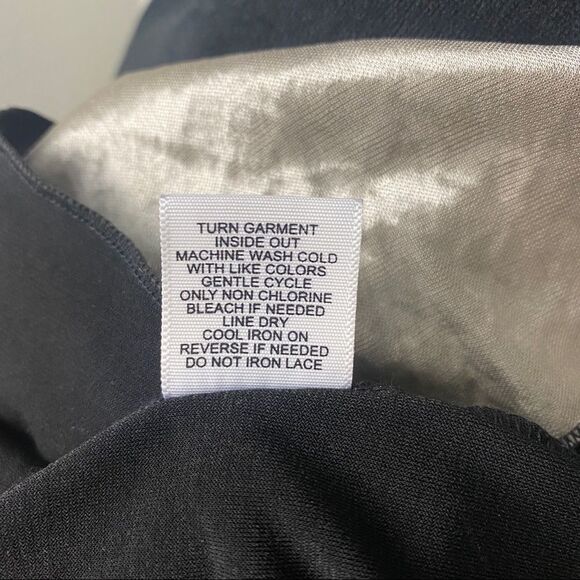 TURN GARMENT
INSIDE OUT
MACHINE WASH COLD
WITH LIKE COLORS
GENTLE CYCLE
ONLY NON CHLORINE
BLEACH IF NEEDED
LINE DRY
COOL IRON ON
REVERSE IF NEEDED
DO NOT IRON LACE